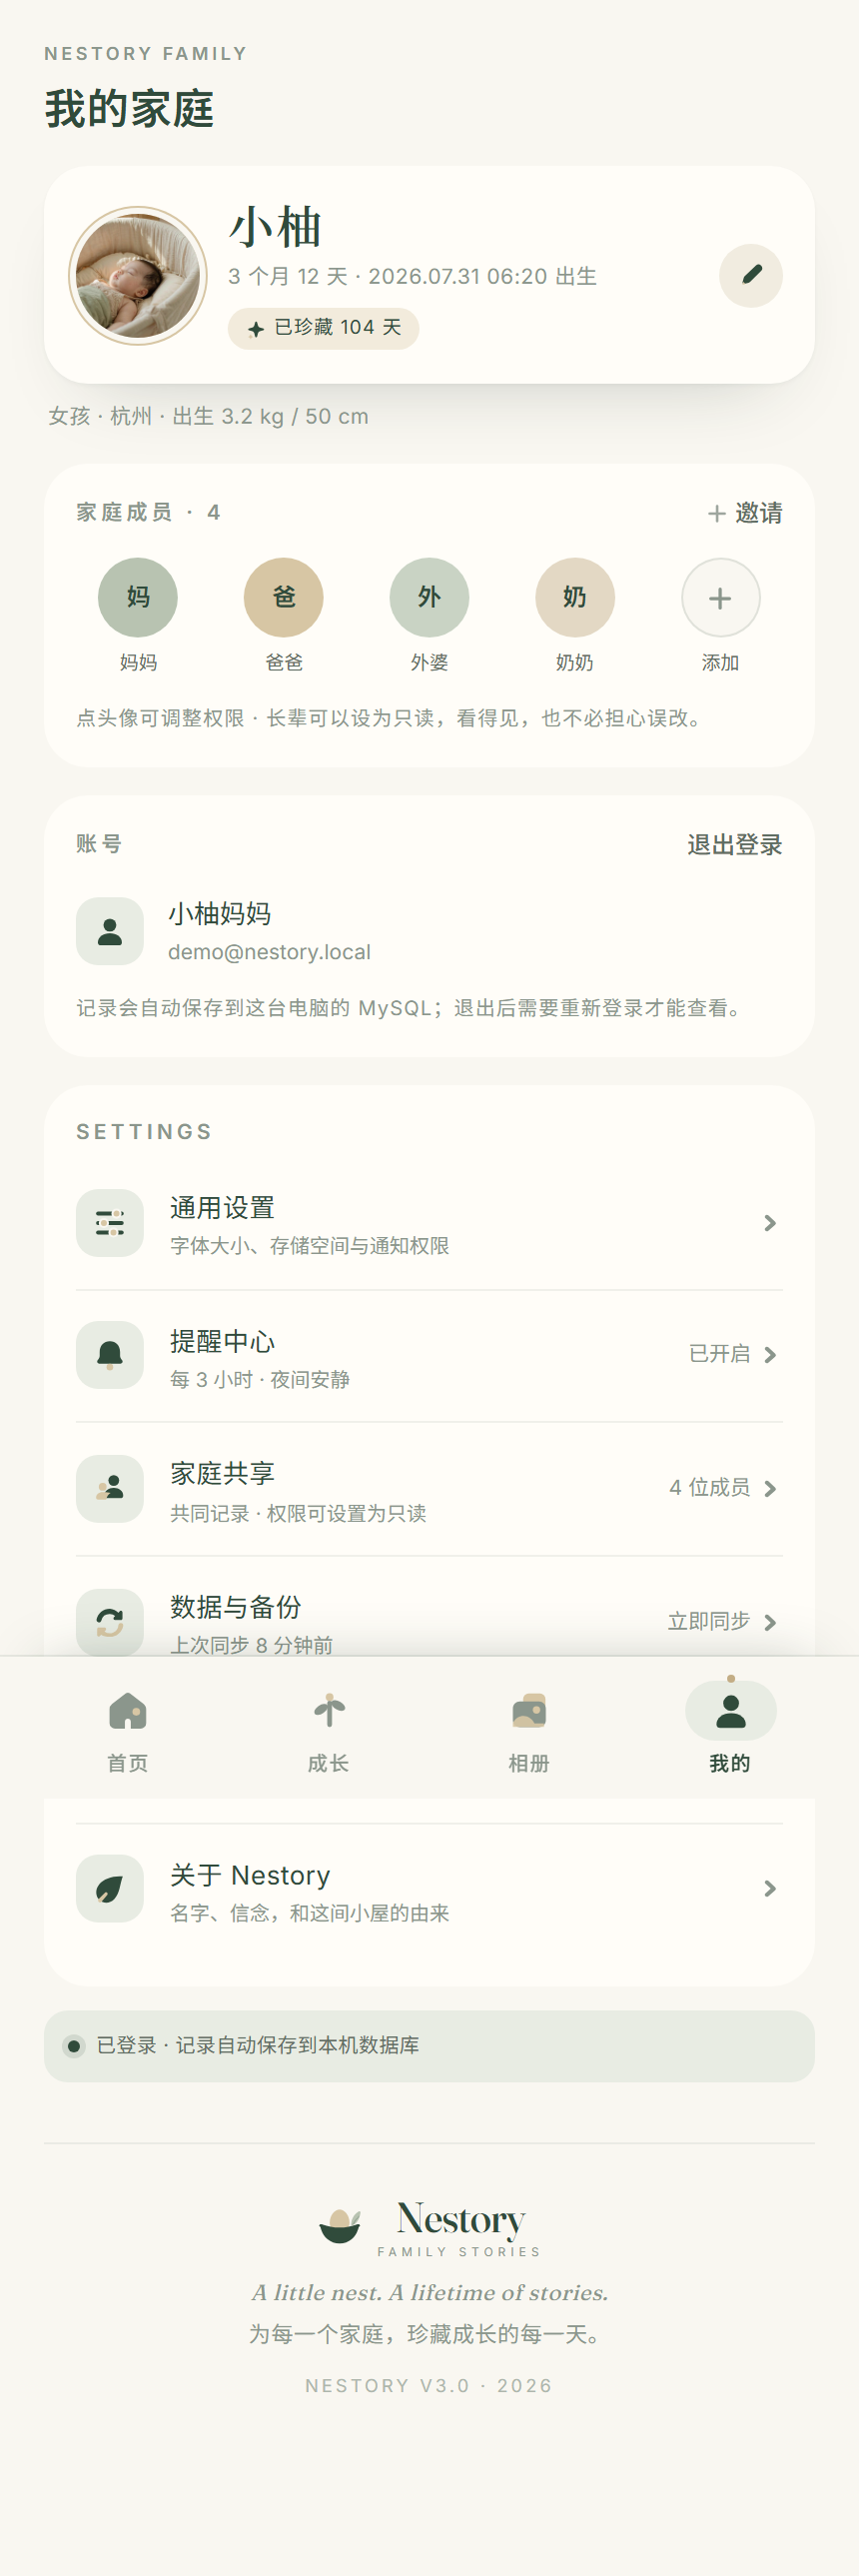 NESTORY FAMILY
我的家庭
小柚
3 个月 12 天 · 2026.07.31 06:20 出生
已珍藏 104 天
女孩 · 杭州 · 出生 3.2 kg / 50 cm
家庭成员 · 4
+ 邀请
妈 爸 外 奶 +
妈妈 爸爸 外婆 奶奶 添加
点头像可调整权限 · 长辈可以设为只读，看得见，也不必担心误改。
账号
退出登录
小柚妈妈
demo@nestory.local
记录会自动保存到这台电脑的 MySQL；退出后需要重新登录才能查看。
SETTINGS
通用设置
字体大小、存储空间与通知权限
提醒中心
每 3 小时 · 夜间安静
已开启
家庭共享
共同记录 · 权限可设置为只读
4 位成员
数据与备份
上次同步 8 分钟前
立即同步
首页 成长 相册 我的
关于 Nestory
名字、信念，和这间小屋的由来
已登录 · 记录自动保存到本机数据库
Nestory
FAMILY STORIES
A little nest. A lifetime of stories.
为每一个家庭，珍藏成长的每一天。
NESTORY V3.0 · 2026